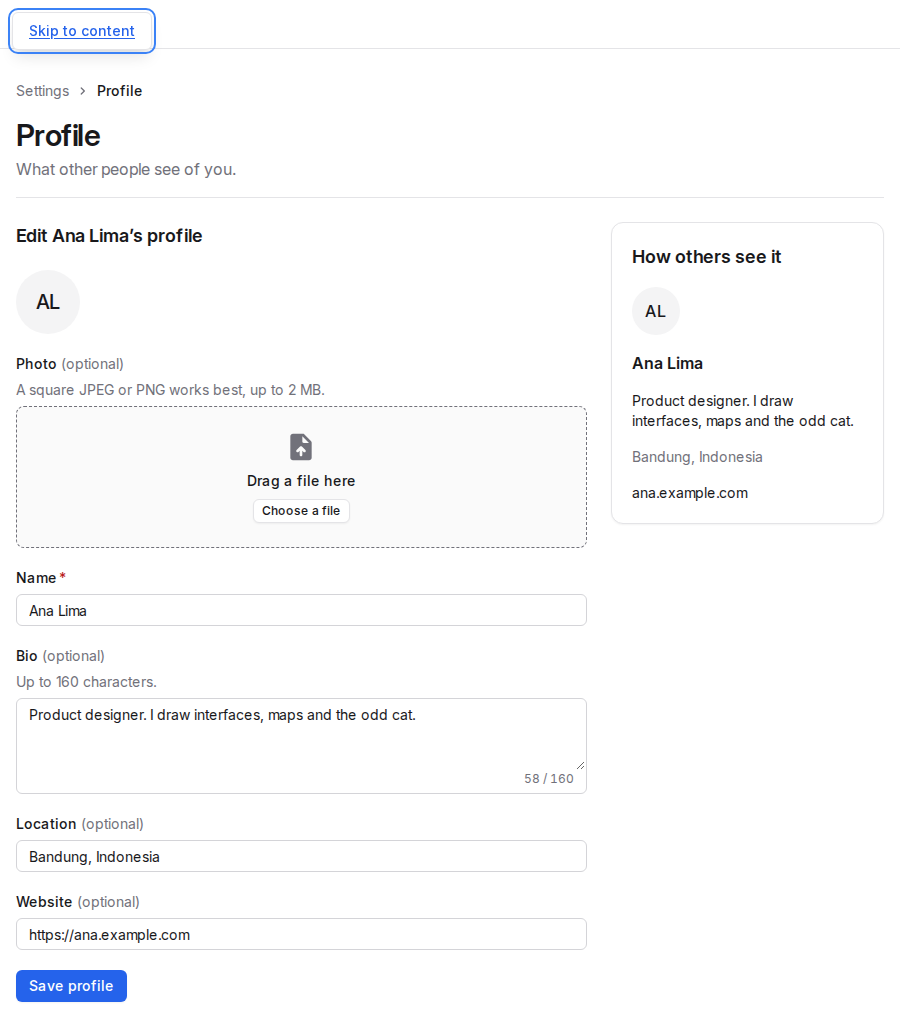 Skip to content
Settings > Profile
Profile
What other people see of you.
Edit Ana Lima’s profile
AL
Photo (optional)
A square JPEG or PNG works best, up to 2 MB.
Drag a file here
Choose a file
Name *
Ana Lima
Bio (optional)
Up to 160 characters.
Product designer. I draw interfaces, maps and the odd cat.
58 / 160
Location (optional)
Bandung, Indonesia
Website (optional)
https://ana.example.com
Save profile
How others see it
AL
Ana Lima
Product designer. I draw
interfaces, maps and the odd cat.
Bandung, Indonesia
ana.example.com